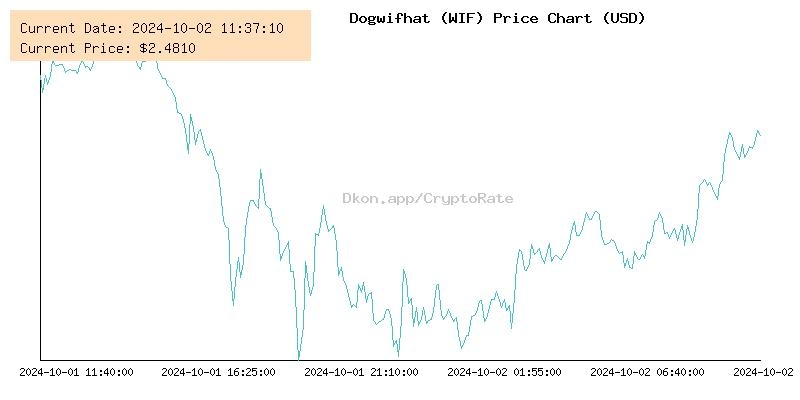 Dogwifhat (WIF) Price Chart (USD)
Current Date: 2024-10-02 11:37:10
Current Price: $2.4810
Dkon.app/CryptoRate
2024-10-01 11:40:00 2024-10-01 16:25:00 2024-10-01 21:10:00 2024-10-02 01:55:00 2024-10-02 06:40:00 2024-10-02